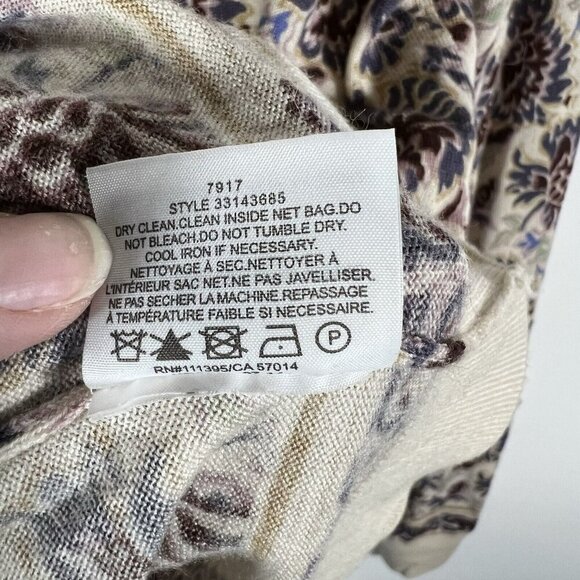 7917
STYLE 33143685
DRY CLEAN.CLEAN INSIDE NET BAG.DO
NOT BLEACH.DO NOT TUMBLE DRY.
COOL IRON IF NECESSARY.
NETTOYAGE À SEC.NETTOYER À
L'INTÉRIEUR SAC NET.NE PAS JAVELLISER.
NE PAS SÉCHER LA MACHINE.REPASSAGE
À TEMPÉRATURE FAIBLE SI NÉCESSAIRE.
P
RN#111395/CA 57014